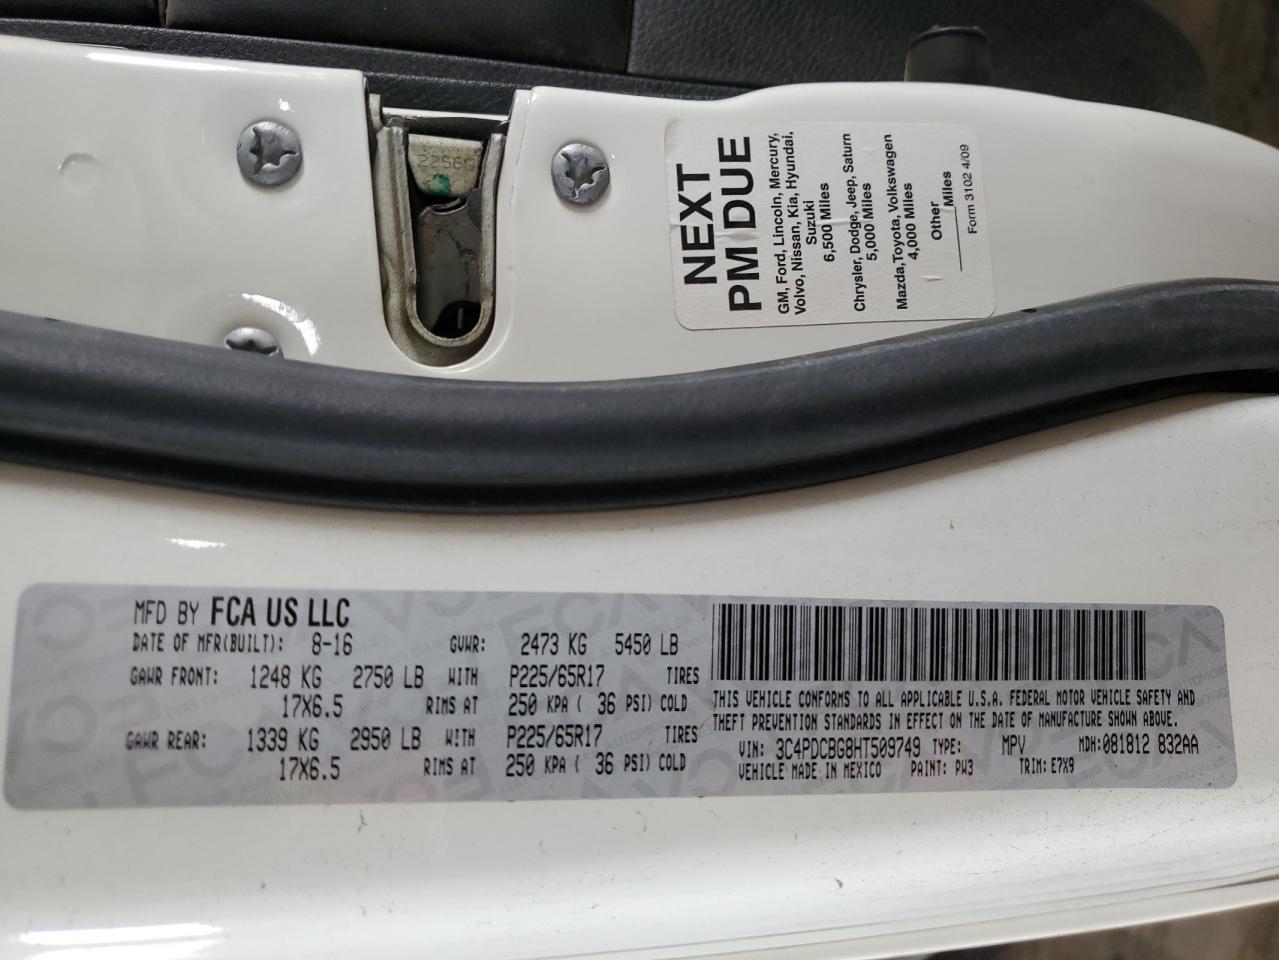 2256
NEXT
PM DUE
GM, Ford, Lincoln, Mercury,
Volvo, Nissan, Kia, Hyundai,
Suzuki
6,500 Miles
Chrysler, Dodge, Jeep, Saturn
5,000 Miles
Mazda, Toyota, Volkswagen
4,000 Miles
Other
Miles
Form 3102 4/09
MFD BY FCA US LLC
DATE OF MFR(BUILT): 8-16 GVWR: 2473 KG 5450 LB
GAWR FRONT: 1248 KG 2750 LB WITH P225/65R17 TIRES
17X6.5 RIMS AT 250 KPA ( 36 PSI) COLD
GAWR REAR: 1339 KG 2950 LB WITH P225/65R17 TIRES
17X6.5 RIMS AT 250 KPA ( 36 PSI) COLD
THIS VEHICLE CONFORMS TO ALL APPLICABLE U.S.A. FEDERAL MOTOR VEHICLE SAFETY AND
THEFT PREVENTION STANDARDS IN EFFECT ON THE DATE OF MANUFACTURE SHOWN ABOVE.
VIN: 3C4PDCBG8HT509749 TYPE: MPV MDH: 081812 832AA
VEHICLE MADE IN MEXICO PAINT: PW3 TRIM: E7X9